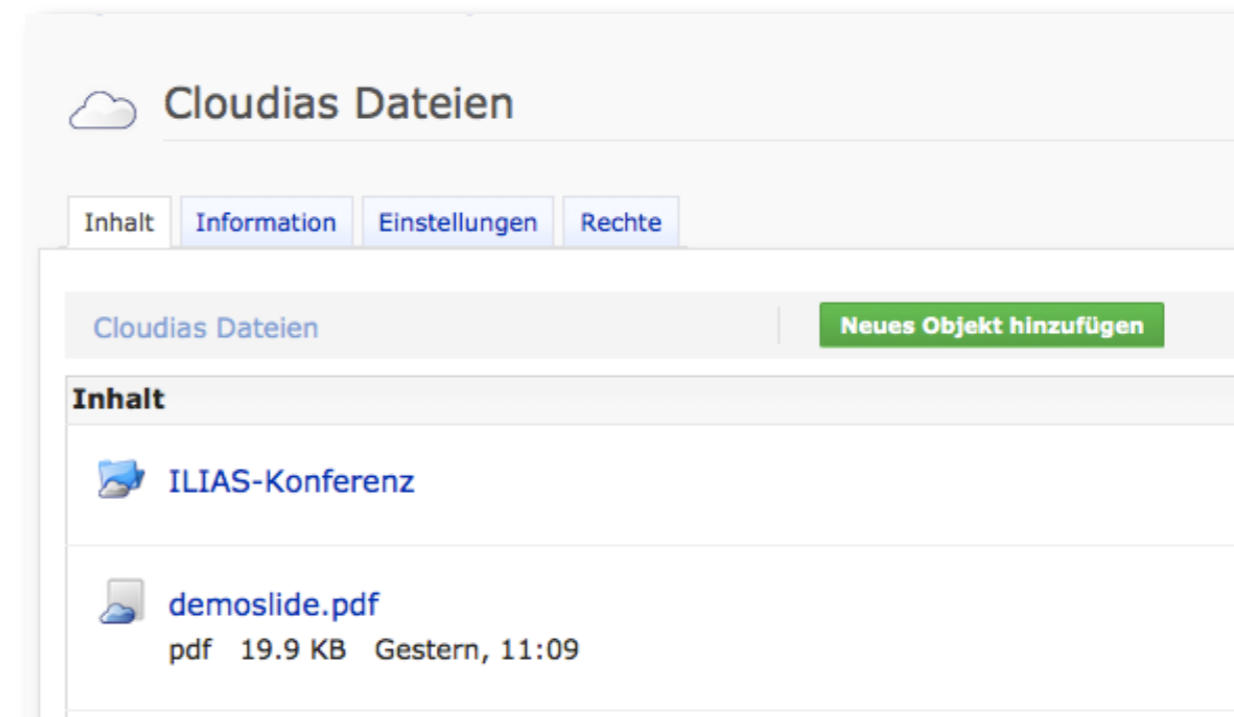 Cloudias Dateien
Inhalt Information Einstellungen Rechte
Cloudias Dateien Neues Objekt hinzufügen
Inhalt
ILIAS-Konferenz
demoslide.pdf
pdf 19.9 KB Gestern, 11:09